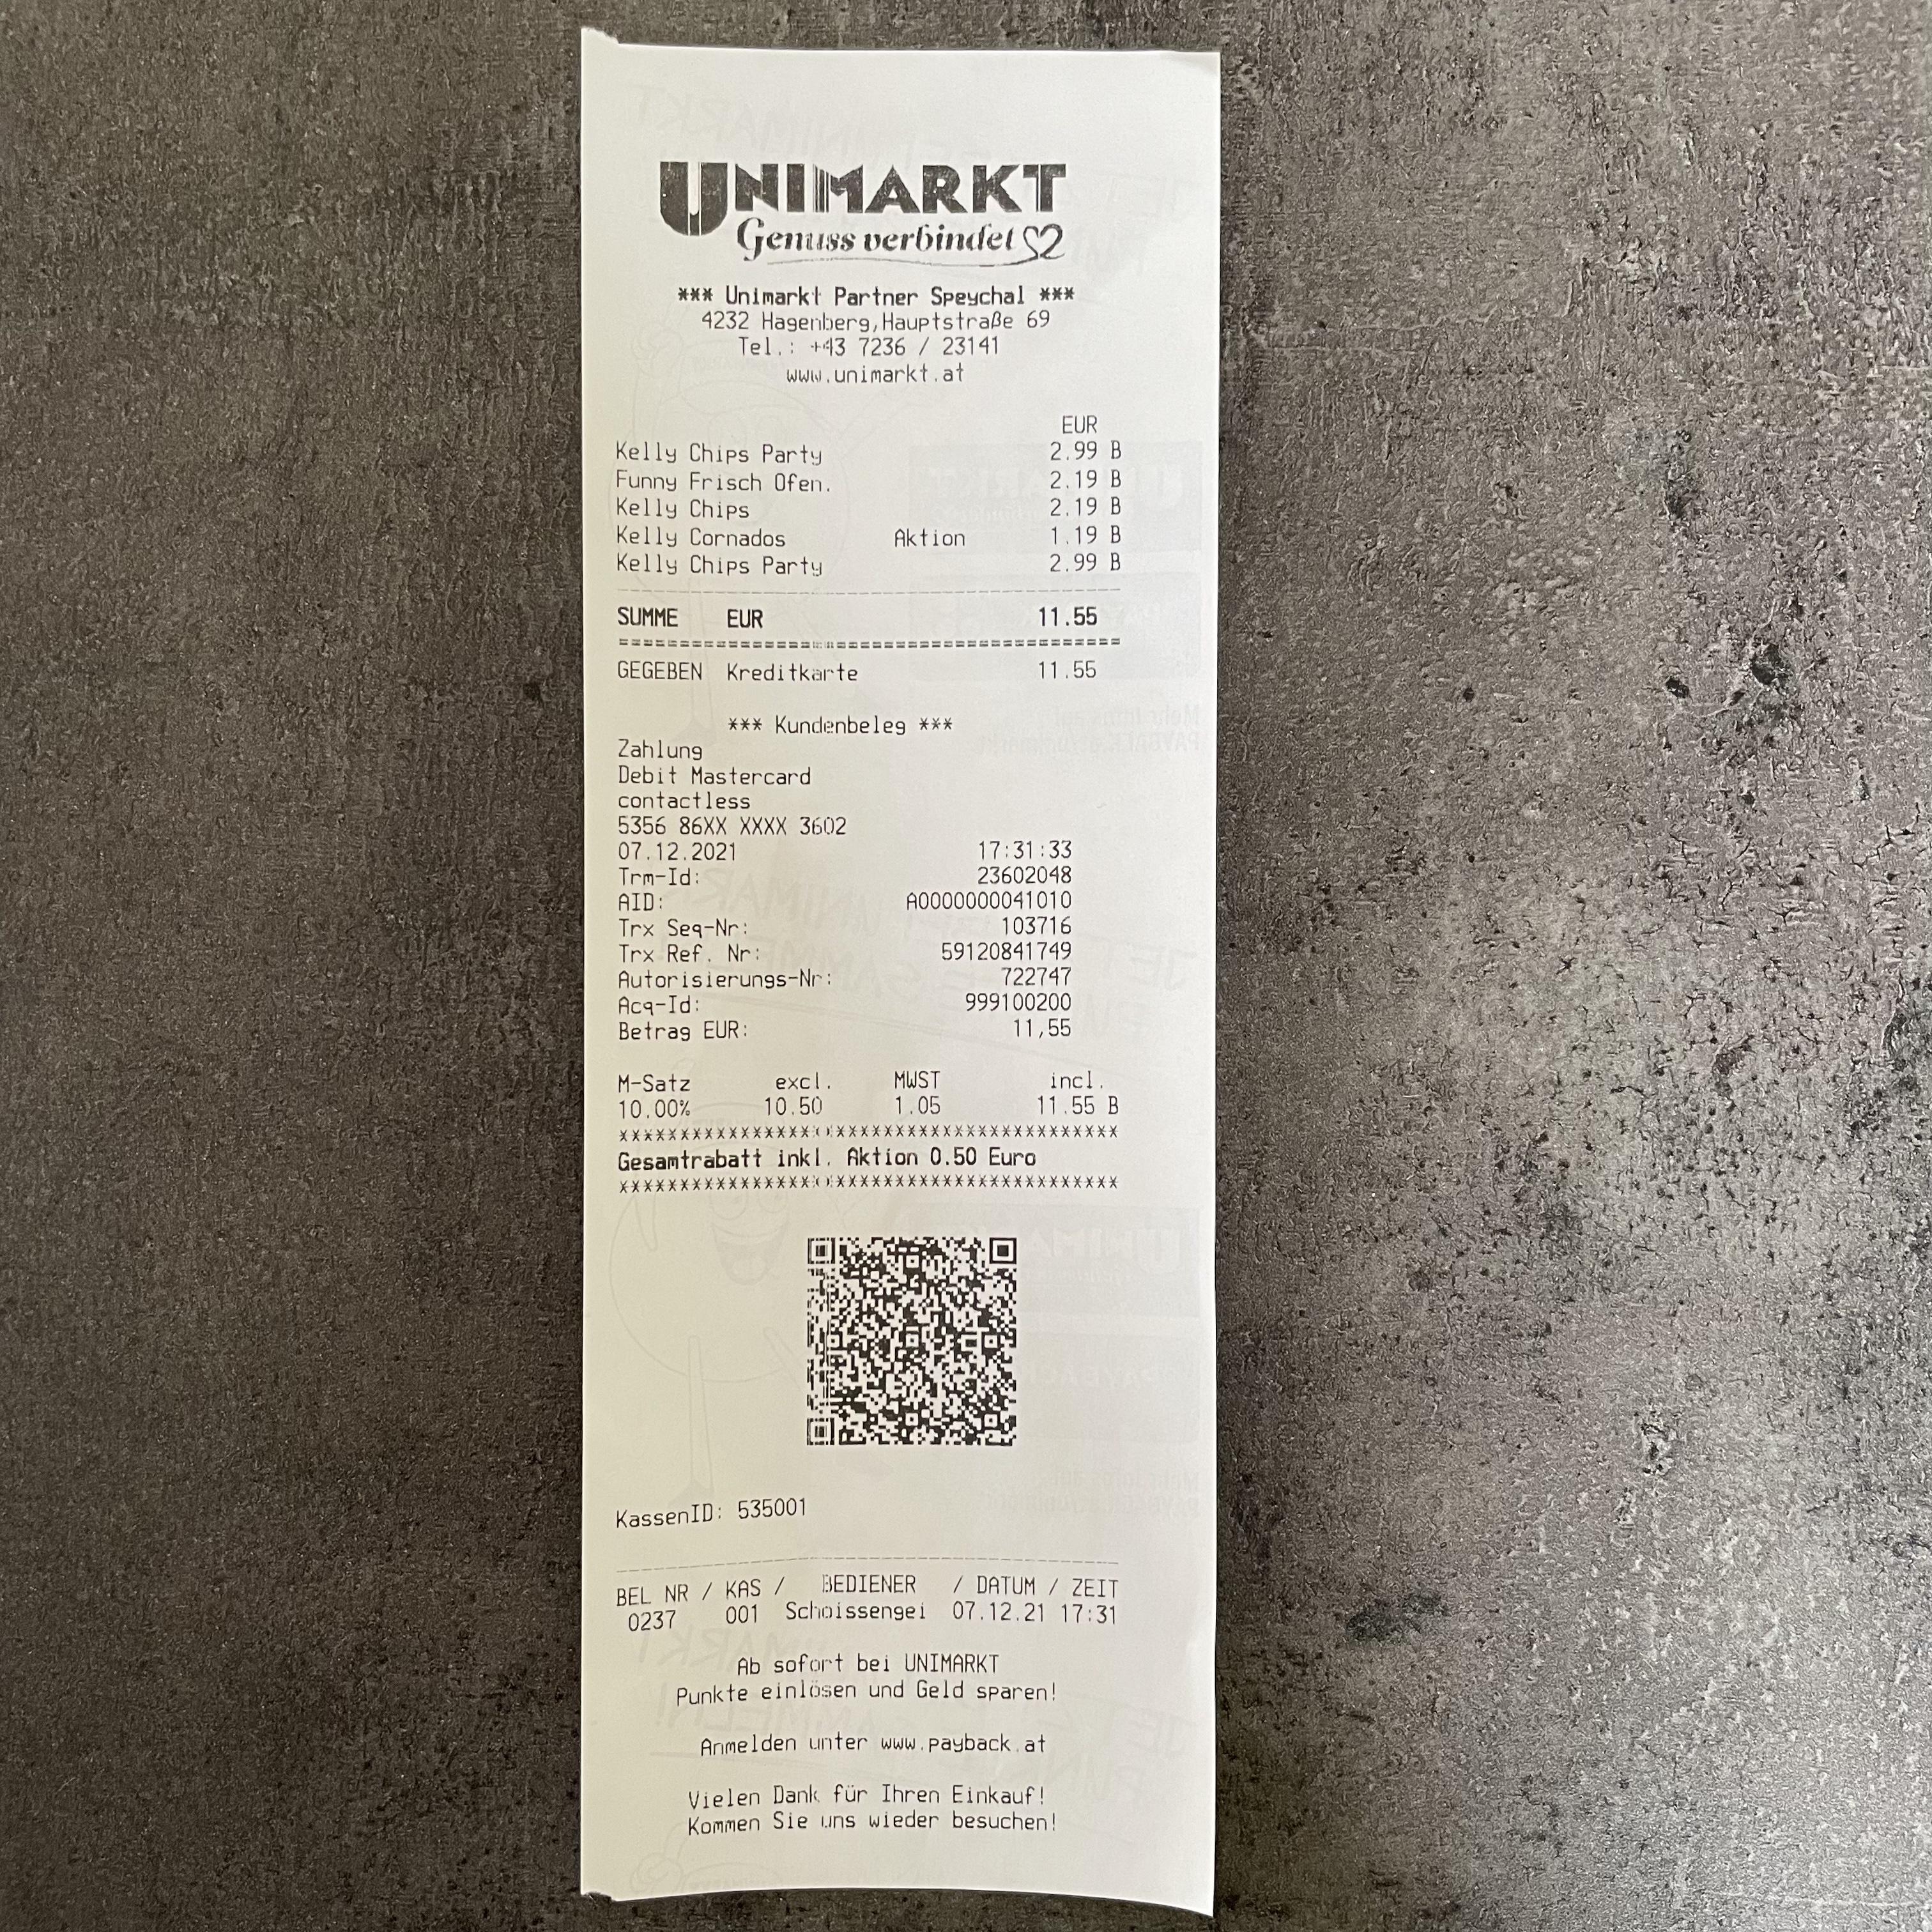 UNIMARKT
Genuss verbindet
*** Unimarkt Partner Speychal ***
4232 Hagenberg,Hauptstraße 69
Tel.: +43 7236 / 23141
www.unimarkt.at
EUR
Kelly Chips Party 2.99 B
Funny Frisch Ofen. 2.19 B
Kelly Chips 2.19 B
Kelly Cornados Aktion 1.19 B
Kelly Chips Party 2.99 B
SUMME EUR 11.55
GEGEBEN Kreditkarte 11.55
*** Kundenbeleg ***
Zahlung
Debit Mastercard
contactless
5356 86XX XXXX 3602
07.12.2021 17:31:33
Trm-Id: 23602048
AID: A0000000041010
Trx Seq-Nr: 103716
Trx Ref. Nr: 59120841749
Autorisierungs-Nr: 722747
Acq-Id: 999100200
Betrag EUR: 11,55
M-Satz excl. MWST incl.
10.00% 10.50 1.05 11.55 B
Gesamtrabatt inkl. Aktion 0.50 Euro
KassenID: 535001
BEL NR / KAS / BEDIENER / DATUM / ZEIT
0237 001 Schoissengei 07.12.21 17:31
Ab sofort bei UNIMARKT
Punkte einlösen und Geld sparen!
Anmelden unter www.payback.at
Vielen Dank für Ihren Einkauf!
Kommen Sie uns wieder besuchen!